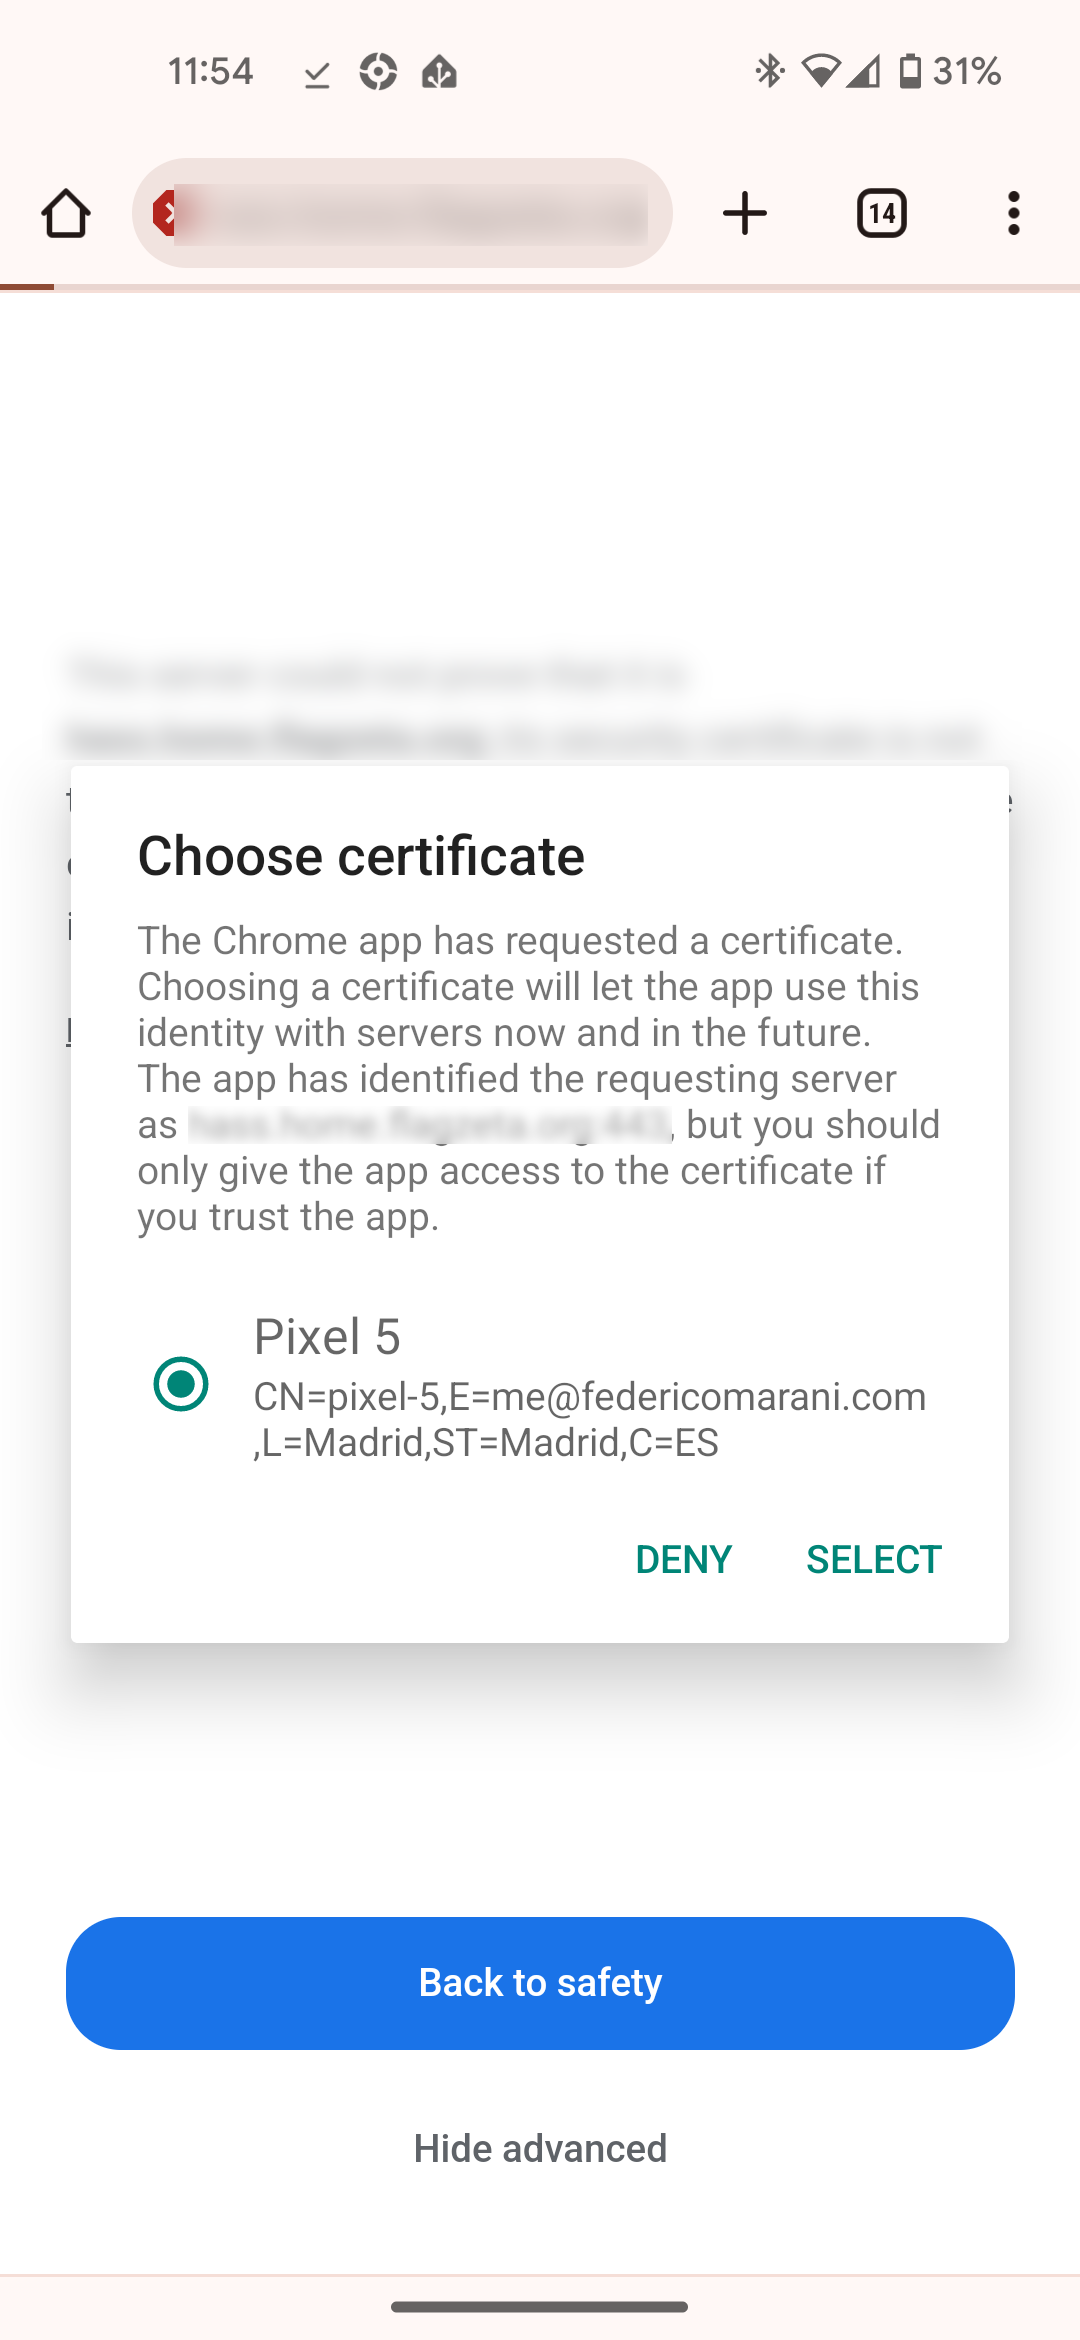 11:54
31%
14
Choose certificate
The Chrome app has requested a certificate.
Choosing a certificate will let the app use this
identity with servers now and in the future.
The app has identified the requesting server
as , but you should
only give the app access to the certificate if
you trust the app.
Pixel 5
CN=pixel-5,E=me@federicomarani.com
,L=Madrid,ST=Madrid,C=ES
DENY SELECT
Back to safety
Hide advanced